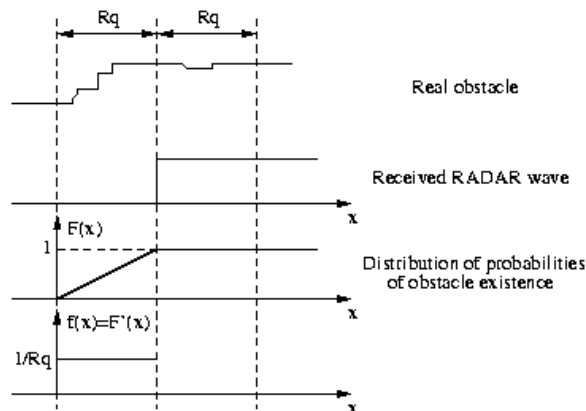 Rq Rq
Real obstacle
Received RADAR wave
x
F(x)
1
Distribution of probabilities
of obstacle existence
x
f(x)=F'(x)
1/Rq
x